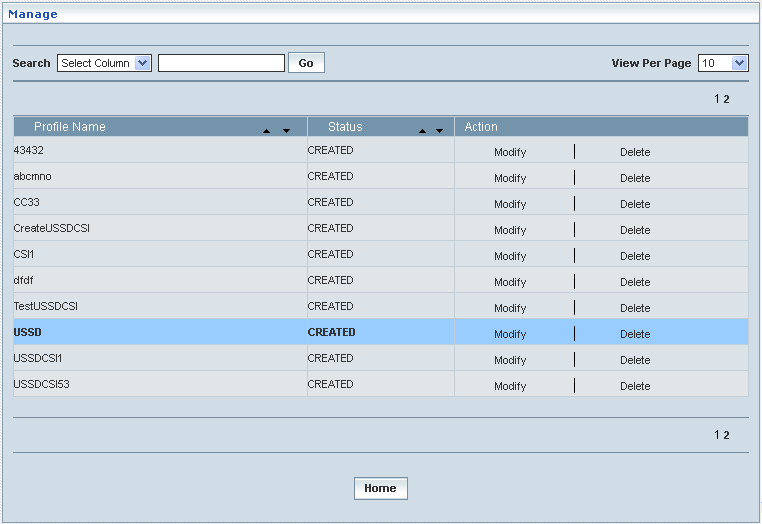 Manage
Search Select Column Go View Per Page 10
1 2
Profile Name Status Action
43432 CREATED Modify Delete
abcmno CREATED Modify Delete
CC33 CREATED Modify Delete
CreateUSSDCSI CREATED Modify Delete
CSI1 CREATED Modify Delete
dfdf CREATED Modify Delete
TestUSSDCSI CREATED Modify Delete
USSD CREATED Modify Delete
USSDCSI1 CREATED Modify Delete
USSDCSI53 CREATED Modify Delete
1 2
Home